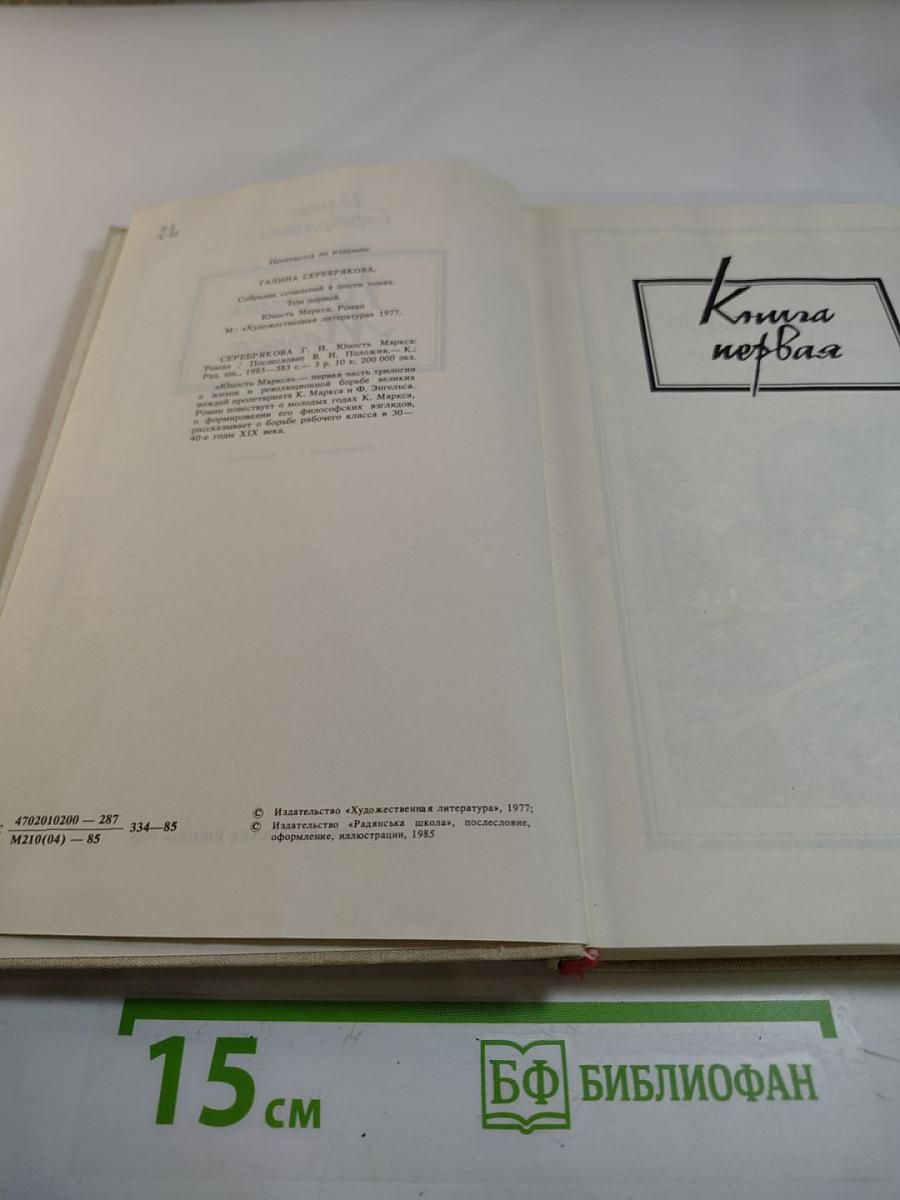 Печатается по изданию:
ГАЛИНА СЕРЕБРЯКОВА.
Собрание сочинений в шести томах.
Том первый.
Юность Маркса. Роман
М.: «Художественная литература» 1977.
СЕРЕБРЯКОВА Г. И. Юность Маркса:
Роман / Послесловие В. И. Положик.— К.:
Рад. шк., 1985—383 с.— 3 р. 10 к. 200 000 экз.
«Юность Маркса»,— первая часть трилогии
о жизни и революционной борьбе великих
вождей пролетариата К. Маркса и Ф. Энгельса.
Роман повествует о молодых годах К. Маркса,
о формировании его философских взглядов,
рассказывает о борьбе рабочего класса в 30—
40-е годы XIX века.
4702010200 — 287
М210(04) — 85
334—85
© Издательство «Художественная литература», 1977;
© Издательство «Радянська школа», послесловие,
оформление, иллюстрации, 1985
Книга
первая
15 см
БФ БИБЛИОФАН